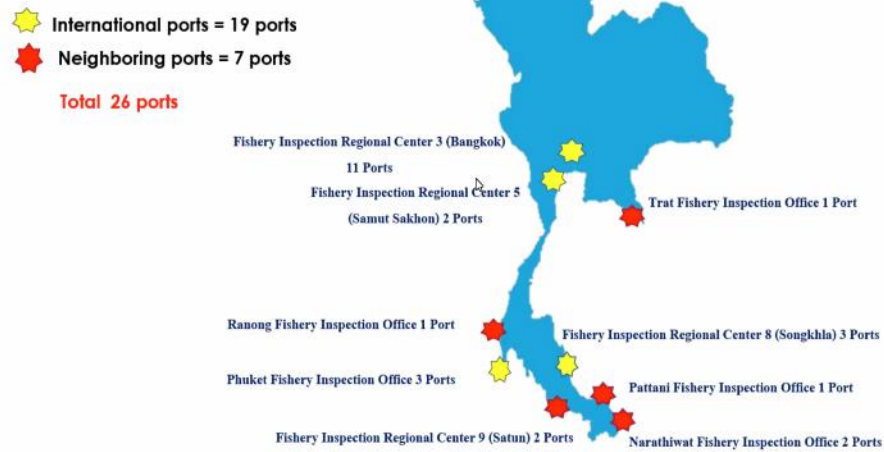 International ports = 19 ports
Neighboring ports = 7 ports
Total 26 ports
Fishery Inspection Regional Center 3 (Bangkok)
11 Ports
Fishery Inspection Regional Center 5
(Samut Sakhon) 2 Ports
Trat Fishery Inspection Office 1 Port
Ranong Fishery Inspection Office 1 Port
Fishery Inspection Regional Center 8 (Songkhla) 3 Ports
Phuket Fishery Inspection Office 3 Ports
Pattani Fishery Inspection Office 1 Port
Fishery Inspection Regional Center 9 (Satun) 2 Ports
Narathiwat Fishery Inspection Office 2 Ports